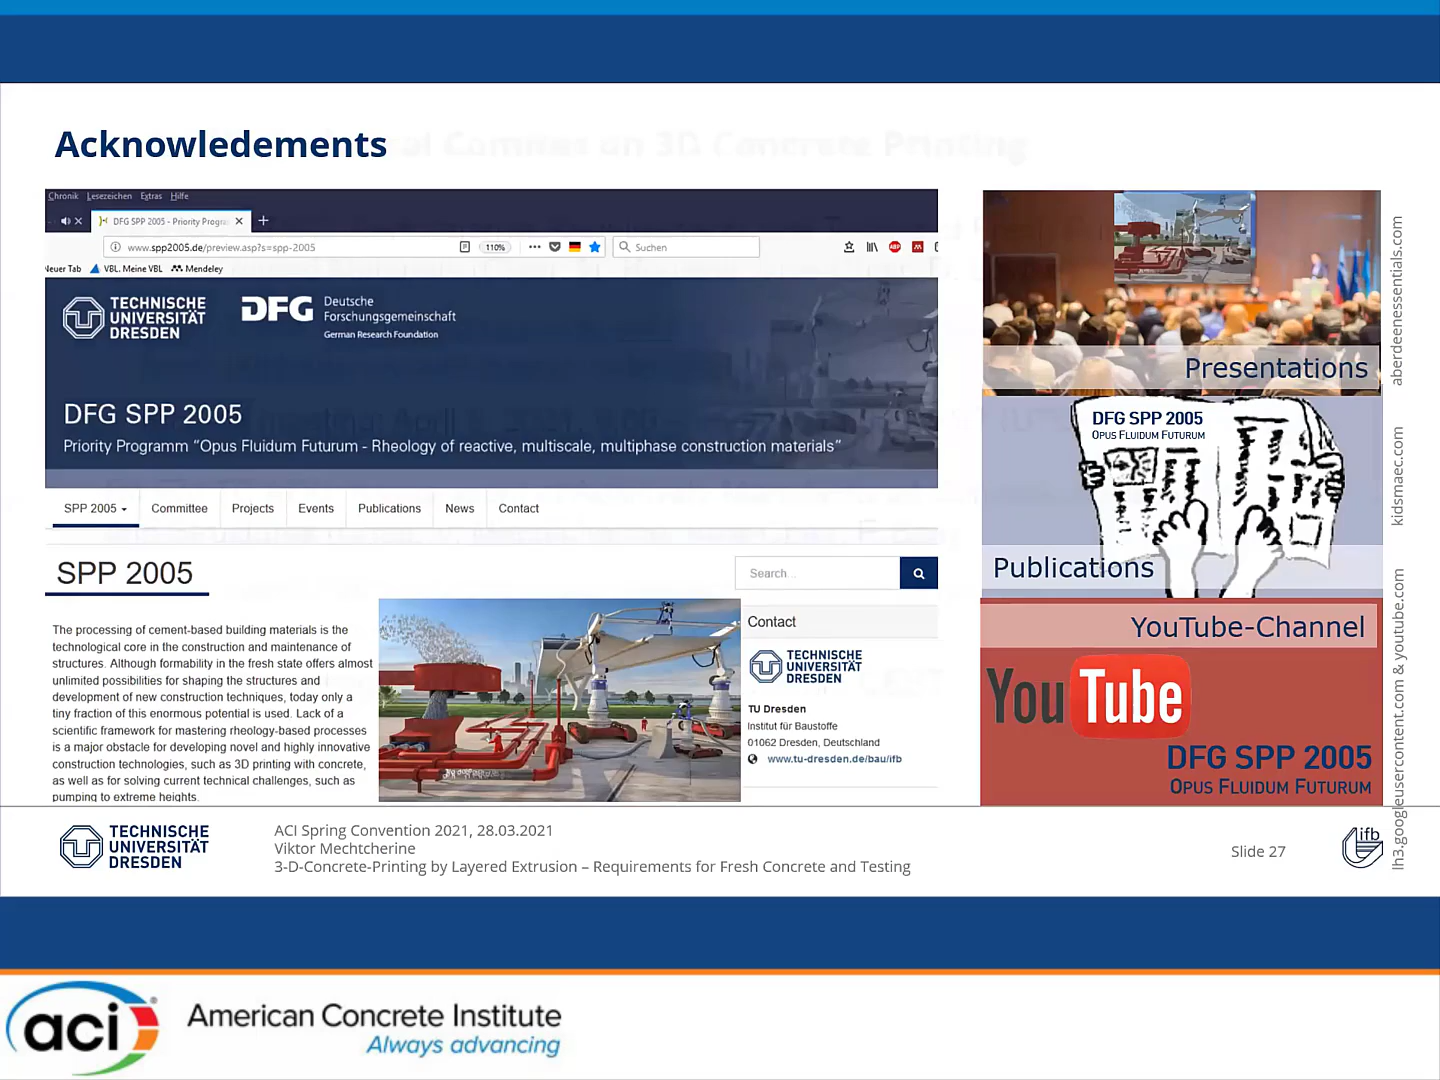 Acknowledements
Chronik Lesezeichen Extras Hilfe
DFG SPP 2005 - Priority Progra
www.spp2005.de/preview.asp?s=spp-2005
110%
Suchen
Neuer Tab VBL. Meine VBL Mendeley
TECHNISCHE
UNIVERSITÄT
DRESDEN
DFG Deutsche
Forschungsgemeinschaft
German Research Foundation
DFG SPP 2005
Priority Programm “Opus Fluidum Futurum - Rheology of reactive, multiscale, multiphase construction materials”
SPP 2005 Committee Projects Events Publications News Contact
SPP 2005
Search...
The processing of cement-based building materials is the
technological core in the construction and maintenance of
structures. Although formability in the fresh state offers almost
unlimited possibilities for shaping the structures and
development of new construction techniques, today only a
tiny fraction of this enormous potential is used. Lack of a
scientific framework for mastering rheology-based processes
is a major obstacle for developing novel and highly innovative
construction technologies, such as 3D printing with concrete,
as well as for solving current technical challenges, such as
pumping to extreme heights.
Contact
TECHNISCHE
UNIVERSITÄT
DRESDEN
TU Dresden
Institut für Baustoffe
01062 Dresden, Deutschland
www.tu-dresden.de/bau/ifb
Presentations
DFG SPP 2005
OPUS FLUIDUM FUTURUM
Publications
YouTube-Channel
YouTube
DFG SPP 2005
OPUS FLUIDUM FUTURUM
aberdeenessentials.com
kidsmaec.com
lh3.googleusercontent.com & youtube.com
TECHNISCHE
UNIVERSITÄT
DRESDEN
ACI Spring Convention 2021, 28.03.2021
Viktor Mechtcherine
3-D-Concrete-Printing by Layered Extrusion – Requirements for Fresh Concrete and Testing
Slide 27
ifb
aci
American Concrete Institute
Always advancing